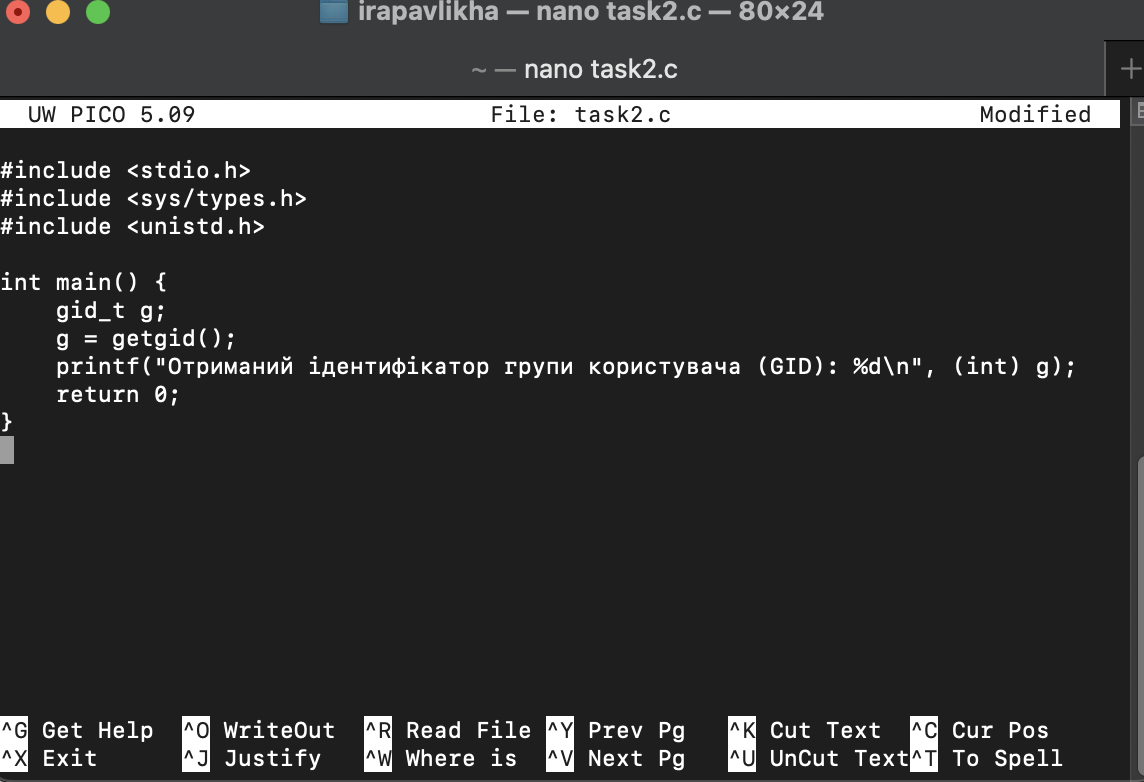 irapavlikha — nano task2.c — 80×24
~ — nano task2.c
UW PICO 5.09 File: task2.c Modified
#include <stdio.h>
#include <sys/types.h>
#include <unistd.h>
int main() {
    gid_t g;
    g = getgid();
    printf("Отриманий ідентифікатор групи користувача (GID): %d\n", (int) g);
    return 0;
}
^G Get Help ^O WriteOut ^R Read File ^Y Prev Pg ^K Cut Text ^C Cur Pos
^X Exit ^J Justify ^W Where is ^V Next Pg ^U UnCut Text^T To Spell